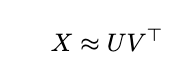 X ≈ UV⊤